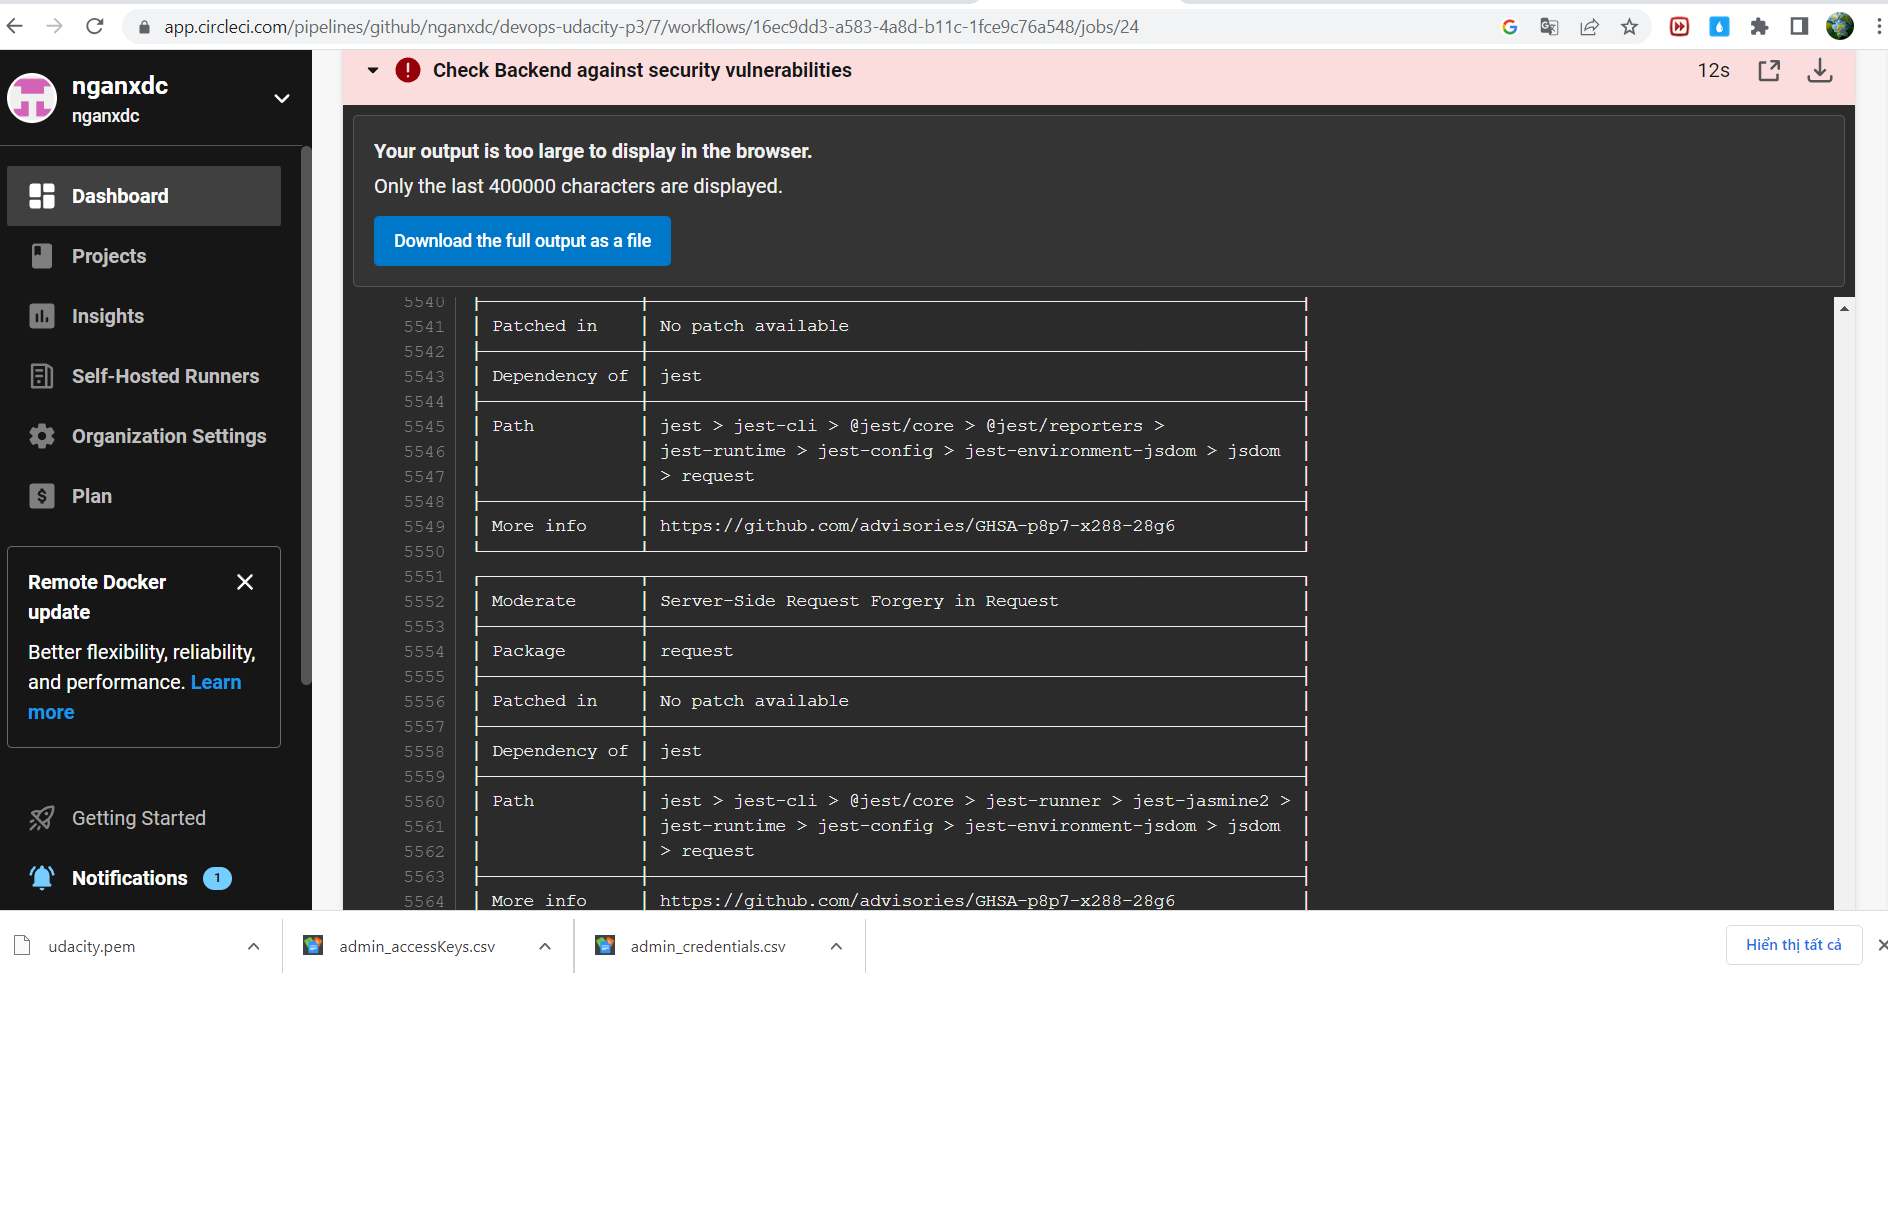 app.circleci.com/pipelines/github/nganxdc/devops-udacity-p3/7/workflows/16ec9dd3-a583-4a8d-b11c-1fce9c76a548/jobs/24
nganxdc
nganxdc
Dashboard
Projects
Insights
Self-Hosted Runners
Organization Settings
Plan
Remote Docker
update
Better flexibility, reliability,
and performance. Learn
more
Getting Started
Notifications 1
Check Backend against security vulnerabilities 12s
Your output is too large to display in the browser.
Only the last 400000 characters are displayed.
Download the full output as a file
5540
5541 Patched in No patch available
5542
5543 Dependency of jest
5544
5545 Path jest > jest-cli > @jest/core > @jest/reporters >
5546 jest-runtime > jest-config > jest-environment-jsdom > jsdom
5547 > request
5548
5549 More info https://github.com/advisories/GHSA-p8p7-x288-28g6
5550
5551
5552 Moderate Server-Side Request Forgery in Request
5553
5554 Package request
5555
5556 Patched in No patch available
5557
5558 Dependency of jest
5559
5560 Path jest > jest-cli > @jest/core > jest-runner > jest-jasmine2 >
5561 jest-runtime > jest-config > jest-environment-jsdom > jsdom
5562 > request
5563
5564 More info https://github.com/advisories/GHSA-p8p7-x288-28g6
udacity.pem
admin_accessKeys.csv
admin_credentials.csv
Hiển thị tất cả